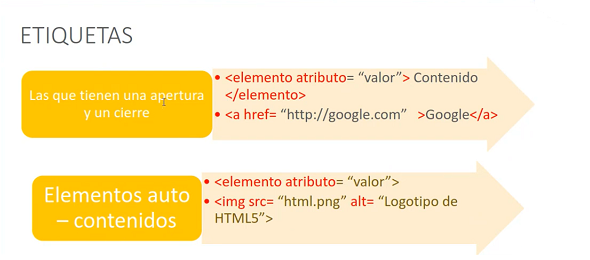 ETIQUETAS
Las que tienen una apertura
y un cierre
• <elemento atributo= “valor”> Contenido
</elemento>
• <a href= “http://google.com” >Google</a>
Elementos auto
– contenidos
• <elemento atributo= “valor”>
• <img src= “html.png” alt= “Logotipo de
HTML5”>